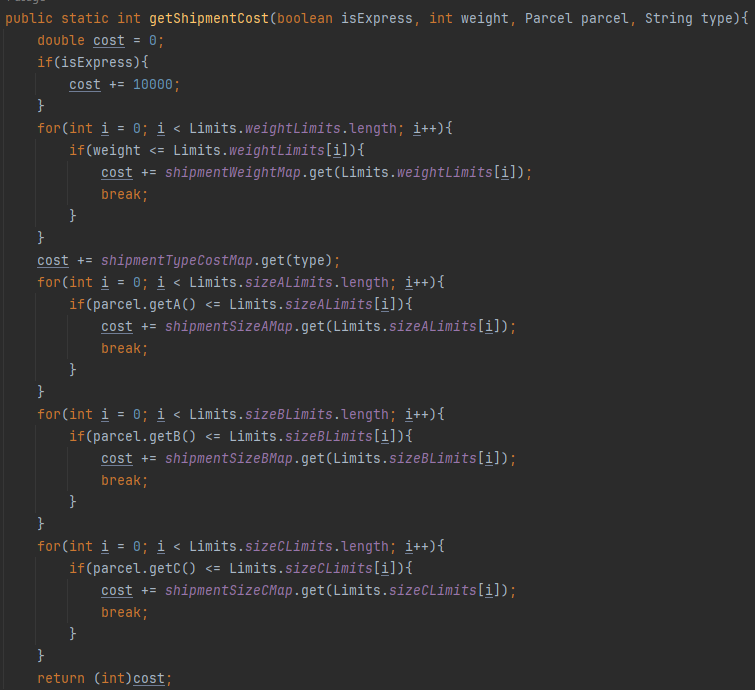 public static int getShipmentCost(boolean isExpress, int weight, Parcel parcel, String type){
    double cost = 0;
    if(isExpress){
        cost += 10000;
    }
    for(int i = 0; i < Limits.weightLimits.length; i++){
        if(weight <= Limits.weightLimits[i]){
            cost += shipmentWeightMap.get(Limits.weightLimits[i]);
            break;
        }
    }
    cost += shipmentTypeCostMap.get(type);
    for(int i = 0; i < Limits.sizeALimits.length; i++){
        if(parcel.getA() <= Limits.sizeALimits[i]){
            cost += shipmentSizeAMap.get(Limits.sizeALimits[i]);
            break;
        }
    }
    for(int i = 0; i < Limits.sizeBLimits.length; i++){
        if(parcel.getB() <= Limits.sizeBLimits[i]){
            cost += shipmentSizeBMap.get(Limits.sizeBLimits[i]);
            break;
        }
    }
    for(int i = 0; i < Limits.sizeCLimits.length; i++){
        if(parcel.getC() <= Limits.sizeCLimits[i]){
            cost += shipmentSizeCMap.get(Limits.sizeCLimits[i]);
            break;
        }
    }
    return (int)cost;